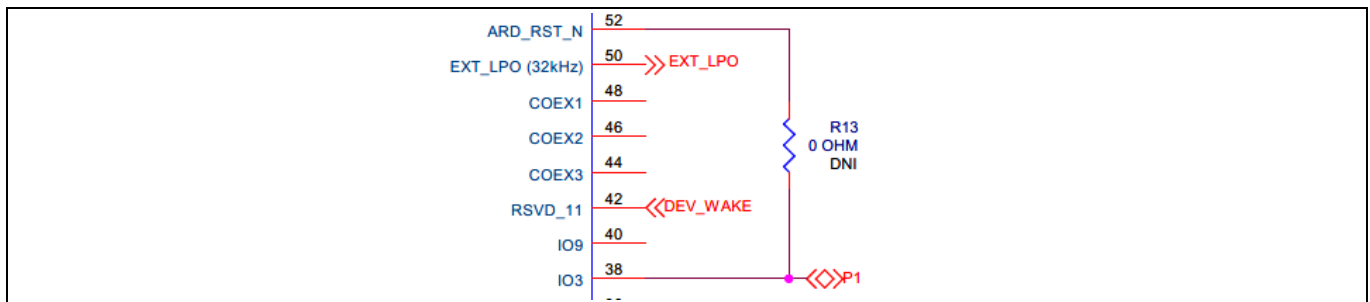 ARD_RST_N 52
EXT_LPO (32kHz) 50 EXT_LPO
COEX1 48
COEX2 46
R13
0 OHM
DNI
COEX3 44
RSVD_11 42 DEV_WAKE
IO9 40
IO3 38 P1